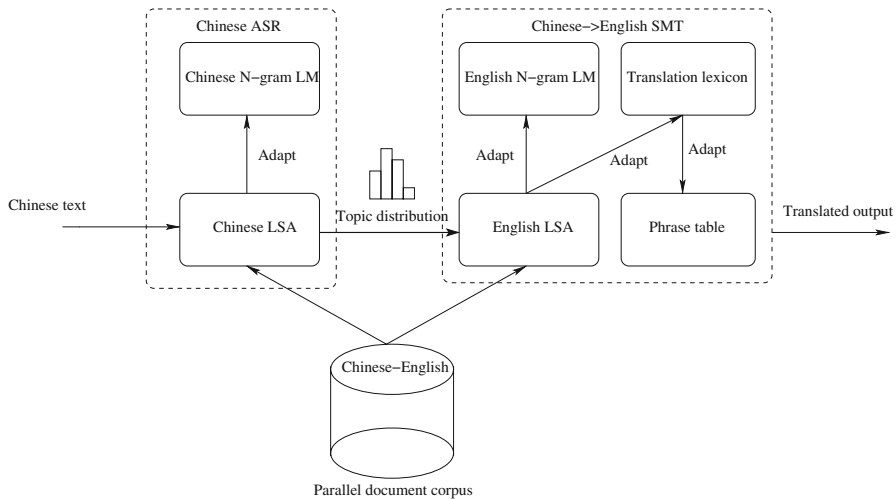 Chinese ASR
Chinese->English SMT
Chinese N-gram LM
English N-gram LM
Translation lexicon
Adapt
Adapt
Adapt
Adapt
Chinese text
Chinese LSA
Topic distribution
English LSA
Phrase table
Translated output
Chinese-English
Parallel document corpus